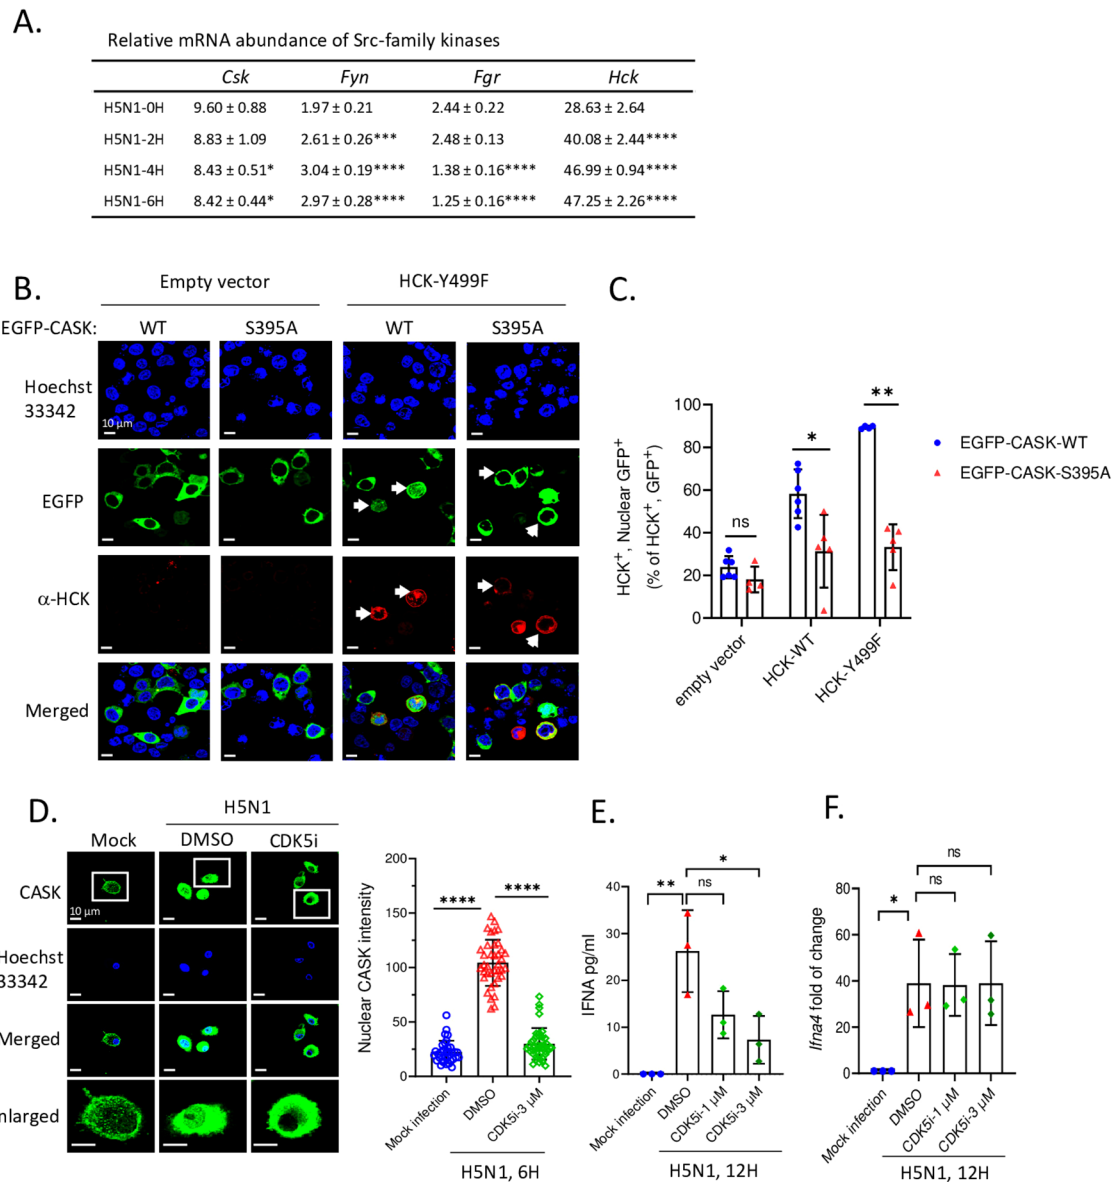 A.
Relative mRNA abundance of Src-family kinases
Csk Fyn Fgr Hck
H5N1-0H 9.60 ± 0.88 1.97 ± 0.21 2.44 ± 0.22 28.63 ± 2.64
H5N1-2H 8.83 ± 1.09 2.61 ± 0.26*** 2.48 ± 0.13 40.08 ± 2.44****
H5N1-4H 8.43 ± 0.51* 3.04 ± 0.19**** 1.38 ± 0.16**** 46.99 ± 0.94****
H5N1-6H 8.42 ± 0.44* 2.97 ± 0.28**** 1.25 ± 0.16**** 47.25 ± 2.26****
B.
Empty vector HCK-Y499F
EGFP-CASK: WT S395A WT S395A
Hoechst
33342
10 µm
EGFP
α-HCK
Merged
C.
HCK⁺, Nuclear GFP⁺
(% of HCK⁺, GFP⁺)
100
80
60
40
20
0
ns
*
**
empty vector
HCK-WT
HCK-Y499F
EGFP-CASK-WT
EGFP-CASK-S395A
D.
H5N1
Mock DMSO CDK5i
CASK
10 µm
Hoechst
33342
Merged
nlarged
Nuclear CASK intensity
200
150
100
50
0
**** ****
Mock infection
DMSO
CDK5i-3 µM
H5N1, 6H
E.
IFNA pg/ml
40
30
20
10
0
*
** ns
Mock infection
DMSO
CDK5i-1 µM
CDK5i-3 µM
H5N1, 12H
F.
Ifna4 fold of change
80
60
40
20
0
ns
* ns
Mock infection
DMSO
CDK5i-1 µM
CDK5i-3 µM
H5N1, 12H